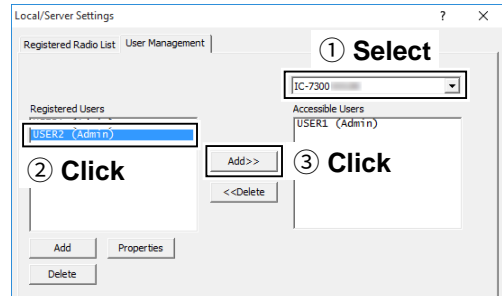 Local/Server Settings ? ×
Registered Radio List User Management
① Select
IC-7300
Registered Users Accessible Users
USER2 (Admin) USER1 (Admin)
② Click Add>> ③ Click
<<Delete
Add Properties
Delete